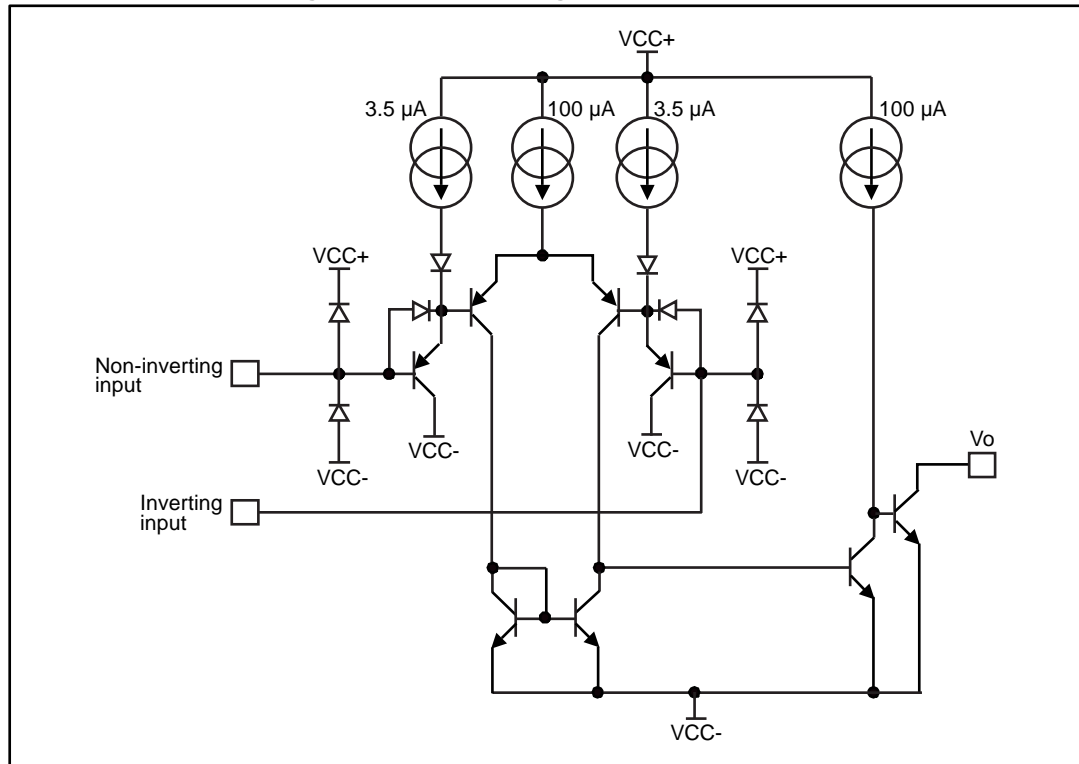 VCC+
3.5 µA
100 µA
3.5 µA
100 µA
VCC+
VCC+
Non-inverting
input
VCC-
VCC-
VCC-
VCC-
Vo
Inverting
input
VCC-